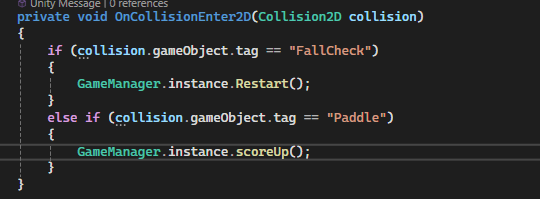 Unity Message | 0 references
private void OnCollisionEnter2D(Collision2D collision)
{
if (collision.gameObject.tag == "FallCheck")
{
GameManager.instance.Restart();
}
else if (collision.gameObject.tag == "Paddle")
{
GameManager.instance.scoreUp();
}
}